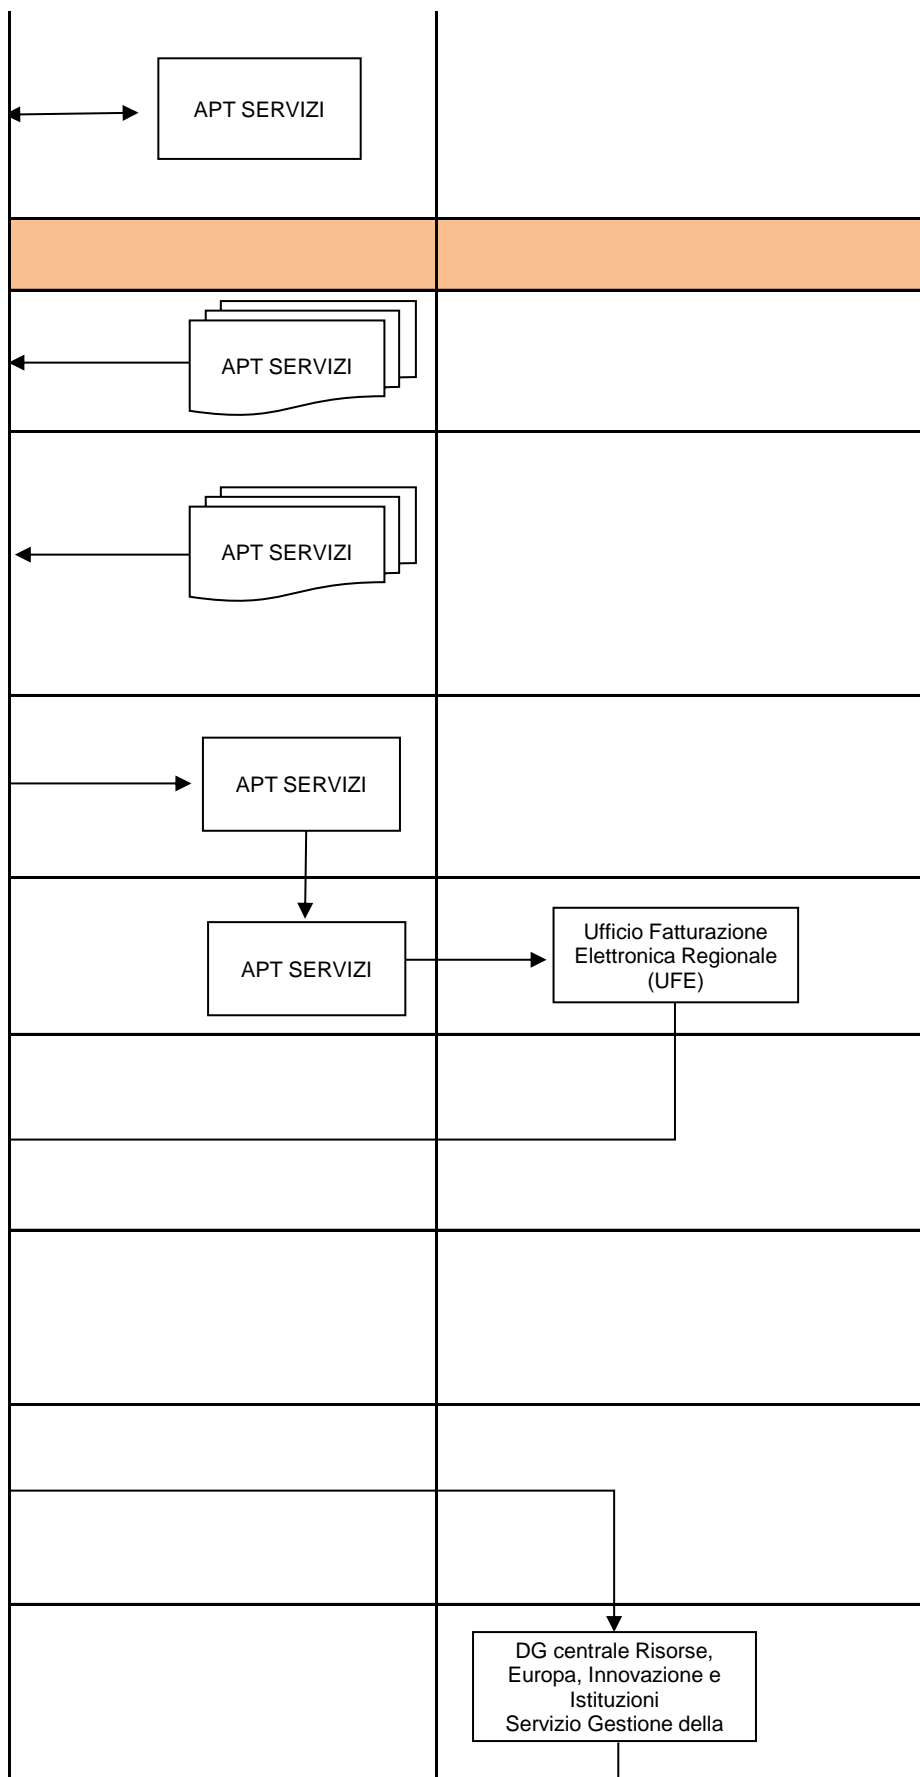 APT SERVIZI
APT SERVIZI
APT SERVIZI
APT SERVIZI
APT SERVIZI
Ufficio Fatturazione
Elettronica Regionale
(UFE)
DG centrale Risorse,
Europa, Innovazione e
Istituzioni
Servizio Gestione della